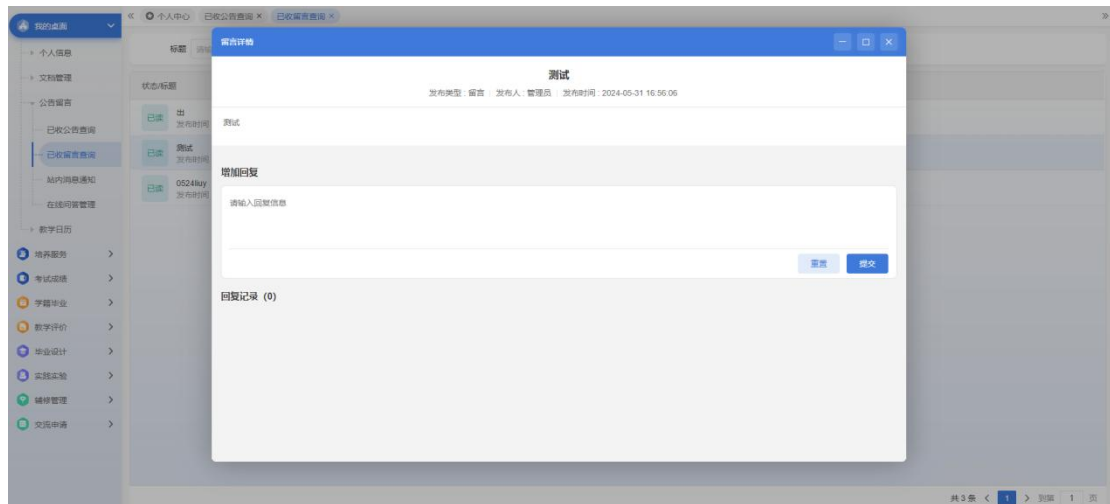 我的桌面
个人中心 已收公告查询 × 已收留言查询 ×
个人信息
文档管理
公告留言
已收公告查询
已收留言查询
站内消息通知
在线问答管理
教学日历
培养服务
考试成绩
学籍毕业
教学评价
毕业设计
实践实验
辅修管理
交流申请
标题
状态/标题
已读 出
发布时间
已读 测试
发布时间
已读 0524liuy
发布时间
留言详情
测试
发布类型 : 留言 发布人 : 管理员 发布时间 : 2024-05-31 16:56:06
测试
增加回复
请输入回复信息
重置 提交
回复记录 (0)
共 3 条 1 到第 1 页